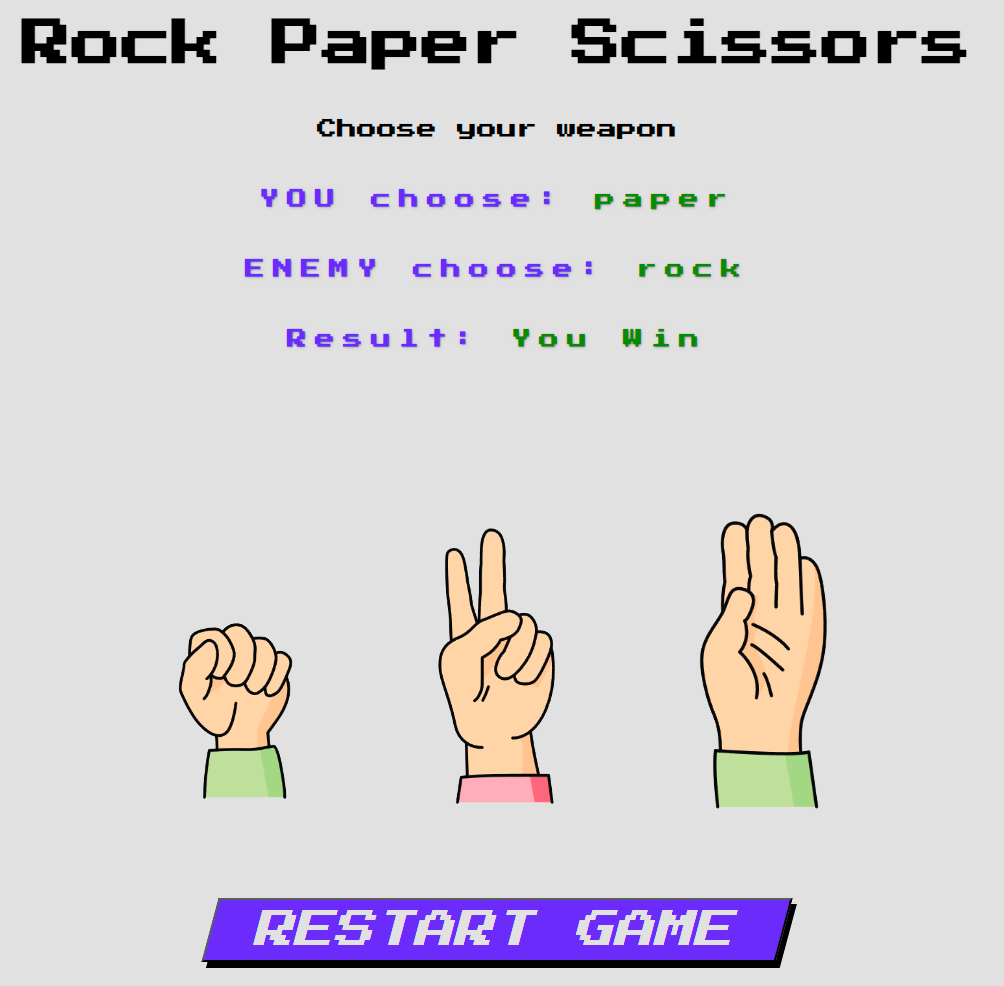 Rock Paper Scissors
Choose your weapon
YOU choose: paper
ENEMY choose: rock
Result: You Win
RESTART GAME